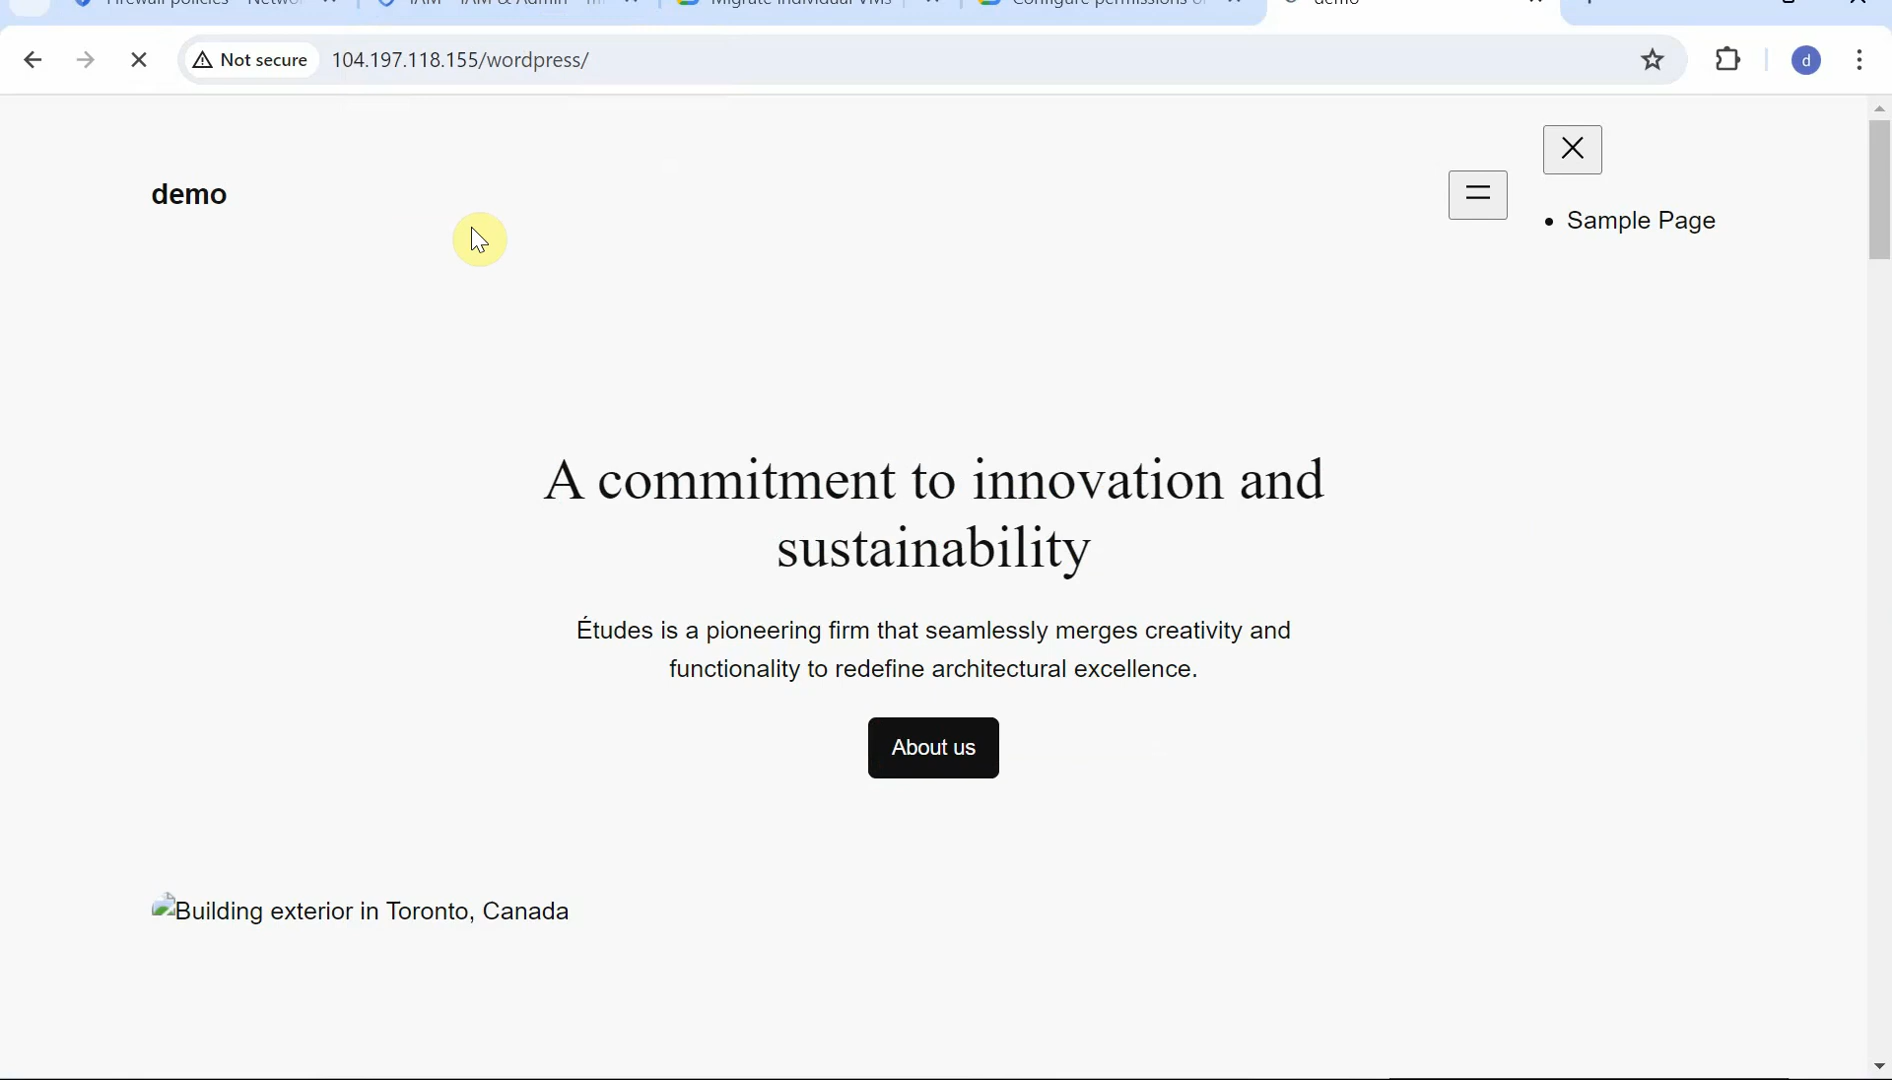 Firewall policies – Netwo
IAM – IAM & Admin – m
Migrate individual VMs
Configure permissions o
demo
Not secure
104.197.118.155/wordpress/
d
demo
Sample Page
A commitment to innovation and
sustainability
Études is a pioneering firm that seamlessly merges creativity and
functionality to redefine architectural excellence.
About us
Building exterior in Toronto, Canada